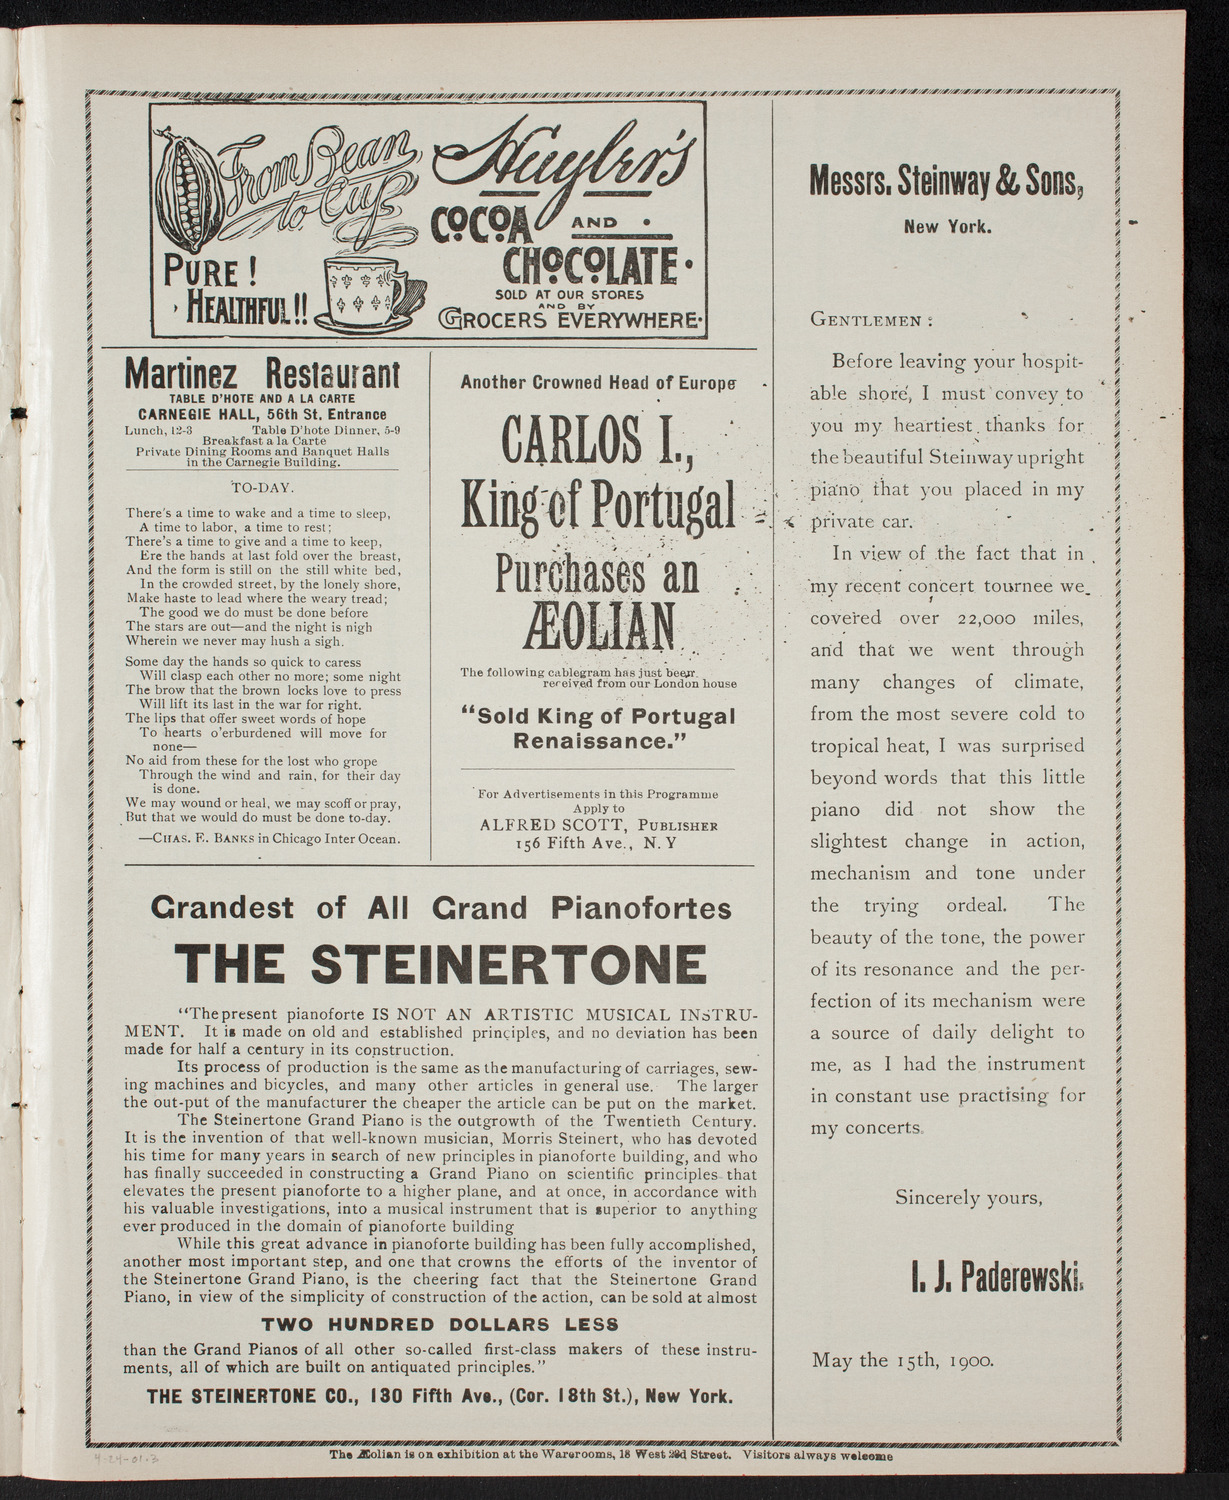 From Bean
to Cup
PURE!
HEALTHFUL!!
Huyler's
COCOA AND
CHOCOLATE.
SOLD AT OUR STORES
AND BY
GROCERS EVERYWHERE.
Martinez Restaurant
TABLE D'HOTE AND A LA CARTE
CARNEGIE HALL, 56th St. Entrance
Lunch, 12-3 Table D'hote Dinner, 5-9
Breakfast a la Carte
Private Dining Rooms and Banquet Halls
in the Carnegie Building.
TO-DAY.
There's a time to wake and a time to sleep,
A time to labor, a time to rest;
There's a time to give and a time to keep,
Ere the hands at last fold over the breast,
And the form is still on the still white bed,
In the crowded street, by the lonely shore,
Make haste to lead where the weary tread;
The good we do must be done before
The stars are out—and the night is nigh
Wherein we never may hush a sigh.
Some day the hands so quick to caress
Will clasp each other no more; some night
The brow that the brown locks love to press
Will lift its last in the war for right.
The lips that offer sweet words of hope
To hearts o'erburdened will move for
none—
No aid from these for the lost who grope
Through the wind and rain, for their day
is done.
We may wound or heal, we may scoff or pray,
But that we would do must be done to-day.
—CHAS. E. BANKS in Chicago Inter Ocean.
Another Crowned Head of Europe
CARLOS I.,
King of Portugal
Purchases an
ÆOLIAN
The following cablegram has just been
received from our London house
"Sold King of Portugal
Renaissance."
For Advertisements in this Programme
Apply to
ALFRED SCOTT, PUBLISHER
156 Fifth Ave., N. Y
Grandest of All Grand Pianofortes
THE STEINERTONE
"The present pianoforte IS NOT AN ARTISTIC MUSICAL INSTRU-
MENT. It is made on old and established principles, and no deviation has been
made for half a century in its construction.
Its process of production is the same as the manufacturing of carriages, sew-
ing machines and bicycles, and many other articles in general use. The larger
the out-put of the manufacturer the cheaper the article can be put on the market.
The Steinertone Grand Piano is the outgrowth of the Twentieth Century.
It is the invention of that well-known musician, Morris Steinert, who has devoted
his time for many years in search of new principles in pianoforte building, and who
has finally succeeded in constructing a Grand Piano on scientific principles that
elevates the present pianoforte to a higher plane, and at once, in accordance with
his valuable investigations, into a musical instrument that is superior to anything
ever produced in the domain of pianoforte building
While this great advance in pianoforte building has been fully accomplished,
another most important step, and one that crowns the efforts of the inventor of
the Steinertone Grand Piano, is the cheering fact that the Steinertone Grand
Piano, in view of the simplicity of construction of the action, can be sold at almost
TWO HUNDRED DOLLARS LESS
than the Grand Pianos of all other so-called first-class makers of these instru-
ments, all of which are built on antiquated principles."
THE STEINERTONE CO., 130 Fifth Ave., (Cor. 18th St.), New York.
Messrs. Steinway & Sons,
New York.
GENTLEMEN:
Before leaving your hospit-
able shore, I must convey to
you my heartiest thanks for
the beautiful Steinway upright
piano that you placed in my
private car.
In view of the fact that in
my recent concert tournee we
covered over 22,000 miles,
and that we went through
many changes of climate,
from the most severe cold to
tropical heat, I was surprised
beyond words that this little
piano did not show the
slightest change in action,
mechanism and tone under
the trying ordeal. The
beauty of the tone, the power
of its resonance and the per-
fection of its mechanism were
a source of daily delight to
me, as I had the instrument
in constant use practising for
my concerts.
Sincerely yours,
I. J. Paderewski.
May the 15th, 1900.
The Æolian is on exhibition at the Warerooms, 18 West 23d Street. Visitors always welcome
4-24-01.3